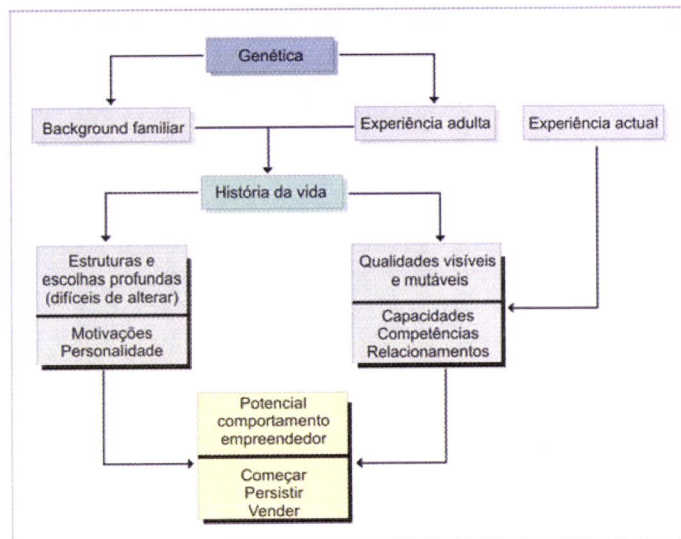 Genética
Background familiar
Experiência adulta
Experiência actual
História da vida
Estruturas e
escolhas profundas
(difíceis de alterar)
Motivações
Personalidade
Qualidades visíveis
e mutáveis
Capacidades
Competências
Relacionamentos
Potencial
comportamento
empreendedor
Começar
Persistir
Vender